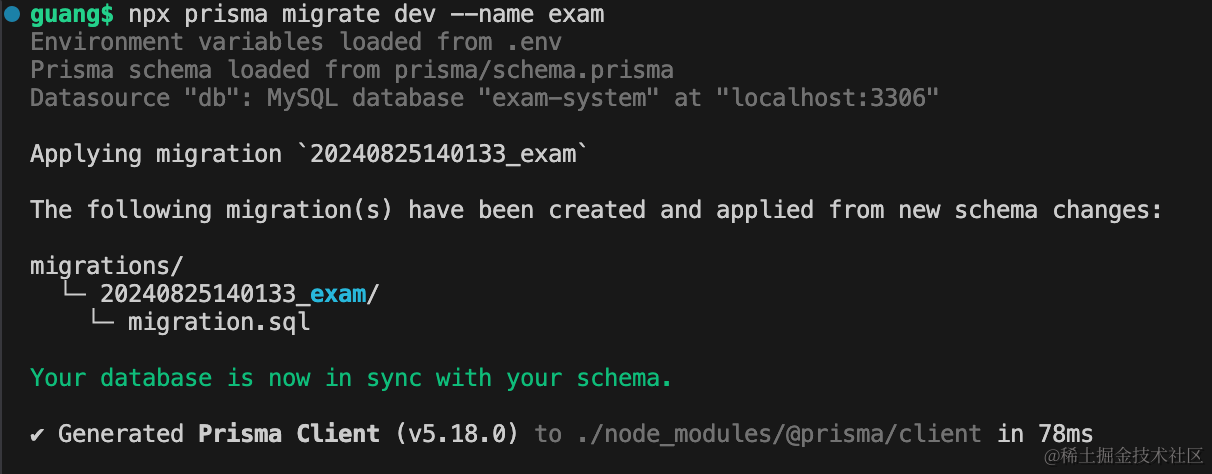 guang$ npx prisma migrate dev --name exam
Environment variables loaded from .env
Prisma schema loaded from prisma/schema.prisma
Datasource "db": MySQL database "exam-system" at "localhost:3306"
Applying migration `20240825140133_exam`
The following migration(s) have been created and applied from new schema changes:
migrations/
└─ 20240825140133_exam/
└─ migration.sql
Your database is now in sync with your schema.
✔ Generated Prisma Client (v5.18.0) to ./node_modules/@prisma/client in 78ms
@稀土掘金技术社区